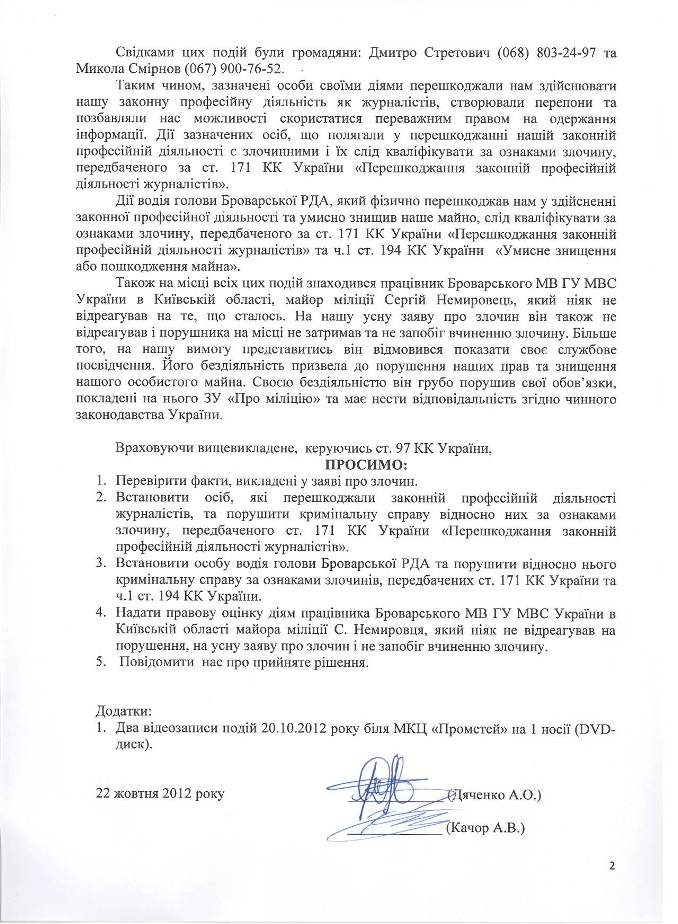 Свідками цих подій були громадяни: Дмитро Стретович (068) 803-24-97 та
Микола Смірнов (067) 900-76-52.
Таким чином, зазначені особи своїми діями перешкоджали нам здійснювати
нашу законну професійну діяльність як журналістів, створювали перепони та
позбавляли нас можливості скористатися переважним правом на одержання
інформації. Дії зазначених осіб, що полягали у перешкоджанні нашій законній
професійній діяльності є злочинними і їх слід кваліфікувати за ознаками злочину,
передбаченого за ст. 171 КК України «Перешкоджання законній професійній
діяльності журналістів».
Дії водія голови Броварської РДА, який фізично перешкоджав нам у здійсненні
законної професійної діяльності та умисно знищив наше майно, слід кваліфікувати за
ознаками злочину, передбаченого за ст. 171 КК України «Перешкоджання законній
професійній діяльності журналістів» та ч.1 ст. 194 КК України «Умисне знищення
або пошкодження майна».
Також на місці всіх цих подій знаходився працівник Броварського МВ ГУ МВС
України в Київській області, майор міліції Сергій Немировець, який ніяк не
відреагував на те, що сталось. На нашу усну заяву про злочин він також не
відреагував і порушника на місці не затримав та не запобіг вчиненню злочину. Більше
того, на нашу вимогу представитись він відмовився показати своє службове
посвідчення. Його бездіяльність призвела до порушення наших прав та знищення
нашого особистого майна. Своєю бездіяльністю він грубо порушив свої обов’язки,
покладені на нього ЗУ «Про міліцію» та має нести відповідальність згідно чинного
законодавства України.
Враховуючи вищевикладене, керуючись ст. 97 КК України,
ПРОСИМО:
1. Перевірити факти, викладені у заяві про злочин.
2. Встановити осіб, які перешкоджали законній професійній діяльності
журналістів, та порушити кримінальну справу відносно них за ознаками
злочину, передбаченого ст. 171 КК України «Перешкоджання законній
професійній діяльності журналістів».
3. Встановити особу водія голови Броварської РДА та порушити відносно нього
кримінальну справу за ознаками злочинів, передбачених ст. 171 КК України та
ч.1 ст. 194 КК України.
4. Надати правову оцінку діям працівника Броварського МВ ГУ МВС України в
Київській області майора міліції С. Немировця, який ніяк не відреагував на
порушення, на усну заяву про злочин і не запобіг вчиненню злочину.
5. Повідомити нас про прийняте рішення.
Додатки:
1. Два відеозаписи подій 20.10.2012 року біля МКЦ «Прометей» на 1 носії (DVD-
диск).
22 жовтня 2012 року (Дяченко А.О.)
(Качор А.В.)
2